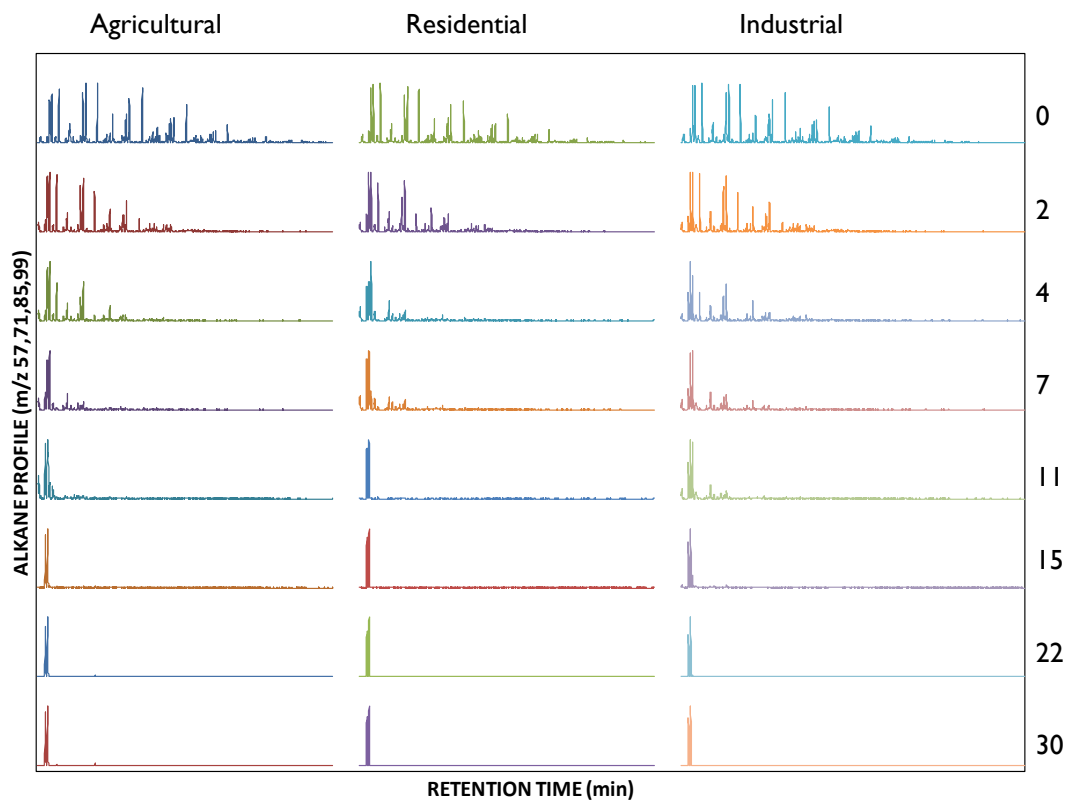 Agricultural Residential Industrial
0
2
4
7
11
15
22
30
ALKANE PROFILE (m/z 57,71,85,99)
RETENTION TIME (min)